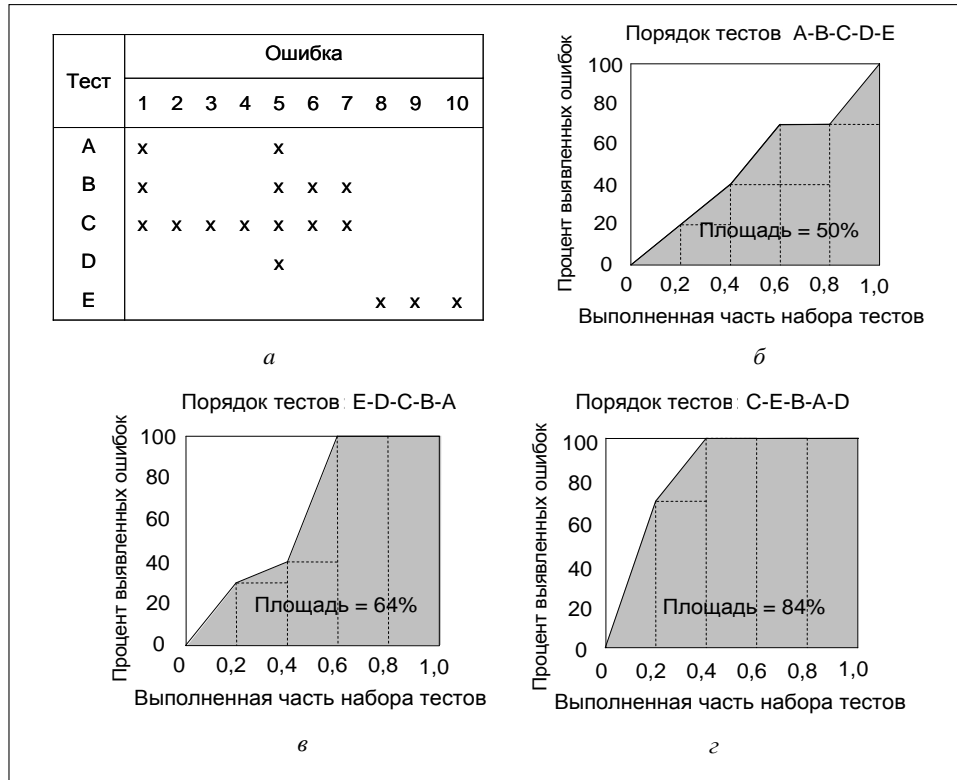 Ошибка
Тест
1 2 3 4 5 6 7 8 9 10
A x x
B x x x x
C x x x x x x x
D x
E x x x
а
Порядок тестов A-B-C-D-E
Процент выявленных ошибок
100
80
60
40
20
0
Площадь = 50%
0 0,2 0,4 0,6 0,8 1,0
Выполненная часть набора тестов
б
Порядок тестов: E-D-C-B-A
Процент выявленных ошибок
100
80
60
40
20
0
Площадь = 64%
0 0,2 0,4 0,6 0,8 1,0
Выполненная часть набора тестов
в
Порядок тестов: C-E-B-A-D
Процент выявленных ошибок
100
80
60
40
20
0
Площадь = 84%
0 0,2 0,4 0,6 0,8 1,0
Выполненная часть набора тестов
г